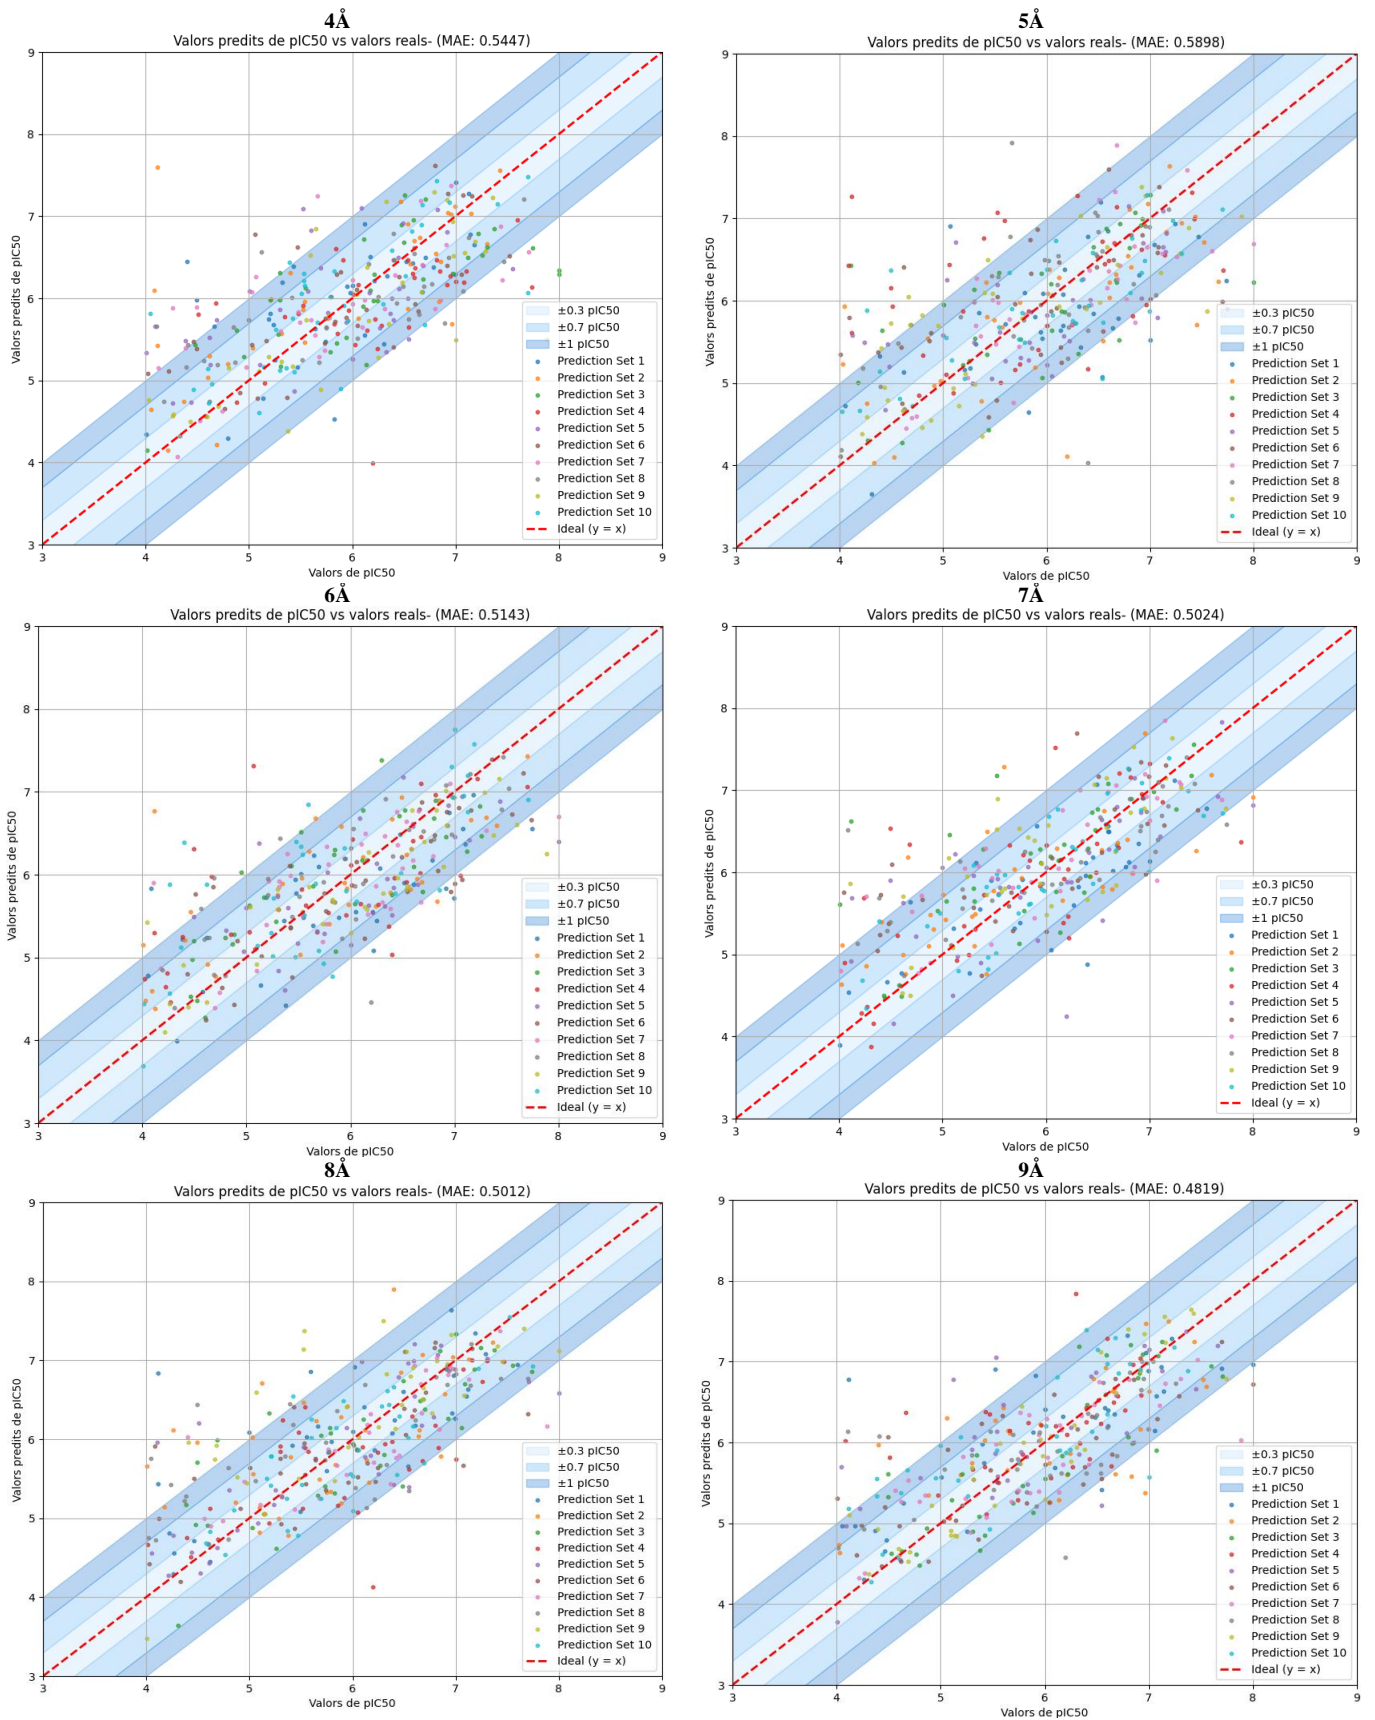 4Å
Valors predits de pIC50 vs valors reals- (MAE: 0.5447)
9
8
7
6
5
4
3
Valors predits de pIC50
3 4 5 6 7 8 9
Valors de pIC50
±0.3 pIC50
±0.7 pIC50
±1 pIC50
Prediction Set 1
Prediction Set 2
Prediction Set 3
Prediction Set 4
Prediction Set 5
Prediction Set 6
Prediction Set 7
Prediction Set 8
Prediction Set 9
Prediction Set 10
Ideal (y = x)
5Å
Valors predits de pIC50 vs valors reals- (MAE: 0.5898)
9
8
7
6
5
4
3
Valors predits de pIC50
3 4 5 6 7 8 9
Valors de pIC50
±0.3 pIC50
±0.7 pIC50
±1 pIC50
Prediction Set 1
Prediction Set 2
Prediction Set 3
Prediction Set 4
Prediction Set 5
Prediction Set 6
Prediction Set 7
Prediction Set 8
Prediction Set 9
Prediction Set 10
Ideal (y = x)
6Å
Valors predits de pIC50 vs valors reals- (MAE: 0.5143)
9
8
7
6
5
4
3
Valors predits de pIC50
3 4 5 6 7 8 9
Valors de pIC50
±0.3 pIC50
±0.7 pIC50
±1 pIC50
Prediction Set 1
Prediction Set 2
Prediction Set 3
Prediction Set 4
Prediction Set 5
Prediction Set 6
Prediction Set 7
Prediction Set 8
Prediction Set 9
Prediction Set 10
Ideal (y = x)
7Å
Valors predits de pIC50 vs valors reals- (MAE: 0.5024)
9
8
7
6
5
4
3
Valors predits de pIC50
3 4 5 6 7 8 9
Valors de pIC50
±0.3 pIC50
±0.7 pIC50
±1 pIC50
Prediction Set 1
Prediction Set 2
Prediction Set 3
Prediction Set 4
Prediction Set 5
Prediction Set 6
Prediction Set 7
Prediction Set 8
Prediction Set 9
Prediction Set 10
Ideal (y = x)
8Å
Valors predits de pIC50 vs valors reals- (MAE: 0.5012)
9
8
7
6
5
4
3
Valors predits de pIC50
3 4 5 6 7 8 9
Valors de pIC50
±0.3 pIC50
±0.7 pIC50
±1 pIC50
Prediction Set 1
Prediction Set 2
Prediction Set 3
Prediction Set 4
Prediction Set 5
Prediction Set 6
Prediction Set 7
Prediction Set 8
Prediction Set 9
Prediction Set 10
Ideal (y = x)
9Å
Valors predits de pIC50 vs valors reals- (MAE: 0.4819)
9
8
7
6
5
4
3
Valors predits de pIC50
3 4 5 6 7 8 9
Valors de pIC50
±0.3 pIC50
±0.7 pIC50
±1 pIC50
Prediction Set 1
Prediction Set 2
Prediction Set 3
Prediction Set 4
Prediction Set 5
Prediction Set 6
Prediction Set 7
Prediction Set 8
Prediction Set 9
Prediction Set 10
Ideal (y = x)